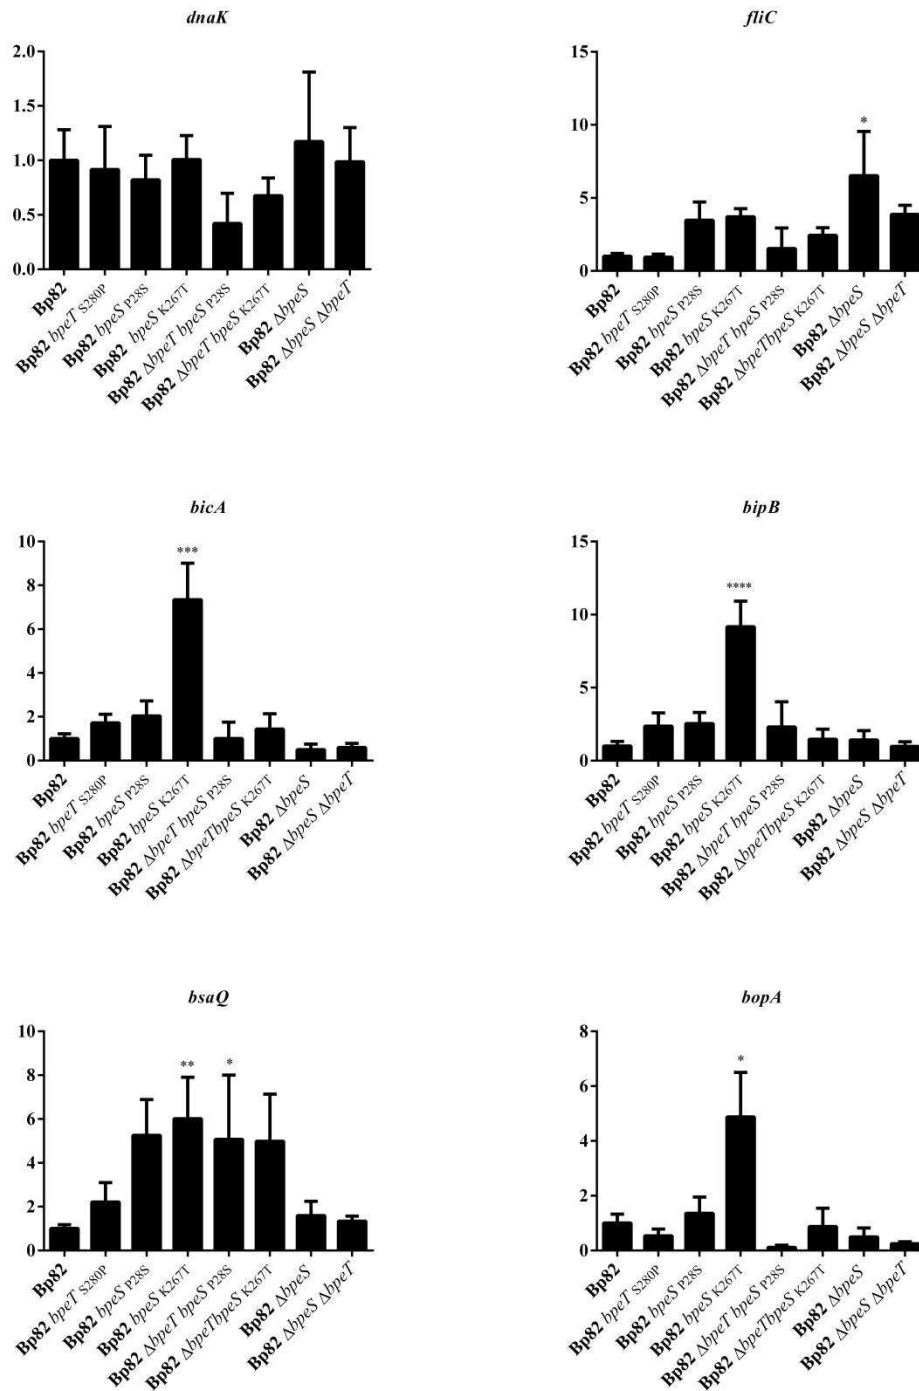 dnaK
2.0
1.5
1.0
0.5
0.0
Bp82
Bp82 bpeT S280P
Bp82 bpeS P28S
Bp82 bpeS K267T
Bp82 ΔbpeT bpeS P28S
Bp82 ΔbpeT bpeS K267T
Bp82 ΔbpeS
Bp82 ΔbpeS ΔbpeT
fliC
15
10
5
0
*
Bp82
Bp82 bpeT S280P
Bp82 bpeS P28S
Bp82 bpeS K267T
Bp82 ΔbpeT bpeS P28S
Bp82 ΔbpeTbpeS K267T
Bp82 ΔbpeS
Bp82 ΔbpeS ΔbpeT
bicA
10
8
6
4
2
0
***
Bp82
Bp82 bpeT S280P
Bp82 bpeS P28S
Bp82 bpeS K267T
Bp82 ΔbpeT bpeS P28S
Bp82 ΔbpeTbpeS K267T
Bp82 ΔbpeS
Bp82 ΔbpeS ΔbpeT
bipB
15
10
5
0
****
Bp82
Bp82 bpeT S280P
Bp82 bpeS P28S
Bp82 bpeS K267T
Bp82 ΔbpeT bpeS P28S
Bp82 ΔbpeTbpeS K267T
Bp82 ΔbpeS
Bp82 ΔbpeS ΔbpeT
bsaQ
10
8
6
4
2
0
** *
Bp82
Bp82 bpeT S280P
Bp82 bpeS P28S
Bp82 bpeS K267T
Bp82 ΔbpeT bpeS P28S
Bp82 ΔbpeTbpeS K267T
Bp82 ΔbpeS
Bp82 ΔbpeS ΔbpeT
bopA
8
6
4
2
0
*
Bp82
Bp82 bpeT S280P
Bp82 bpeS P28S
Bp82 bpeS K267T
Bp82 ΔbpeT bpeS P28S
Bp82 ΔbpeTbpeS K267T
Bp82 ΔbpeS
Bp82 ΔbpeS ΔbpeT